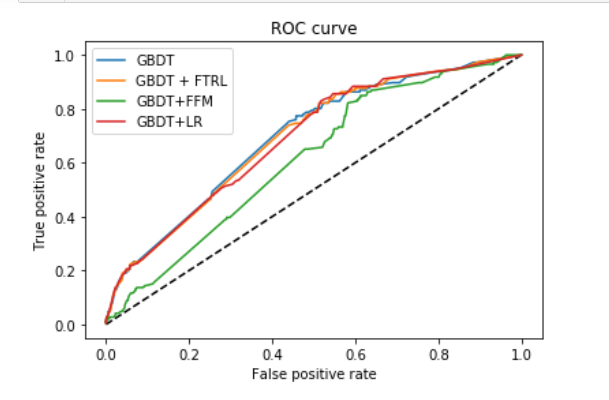 ROC curve
1.0
0.8
0.6
0.4
0.2
0.0
True positive rate
GBDT
GBDT + FTRL
GBDT+FFM
GBDT+LR
0.0 0.2 0.4 0.6 0.8 1.0
False positive rate